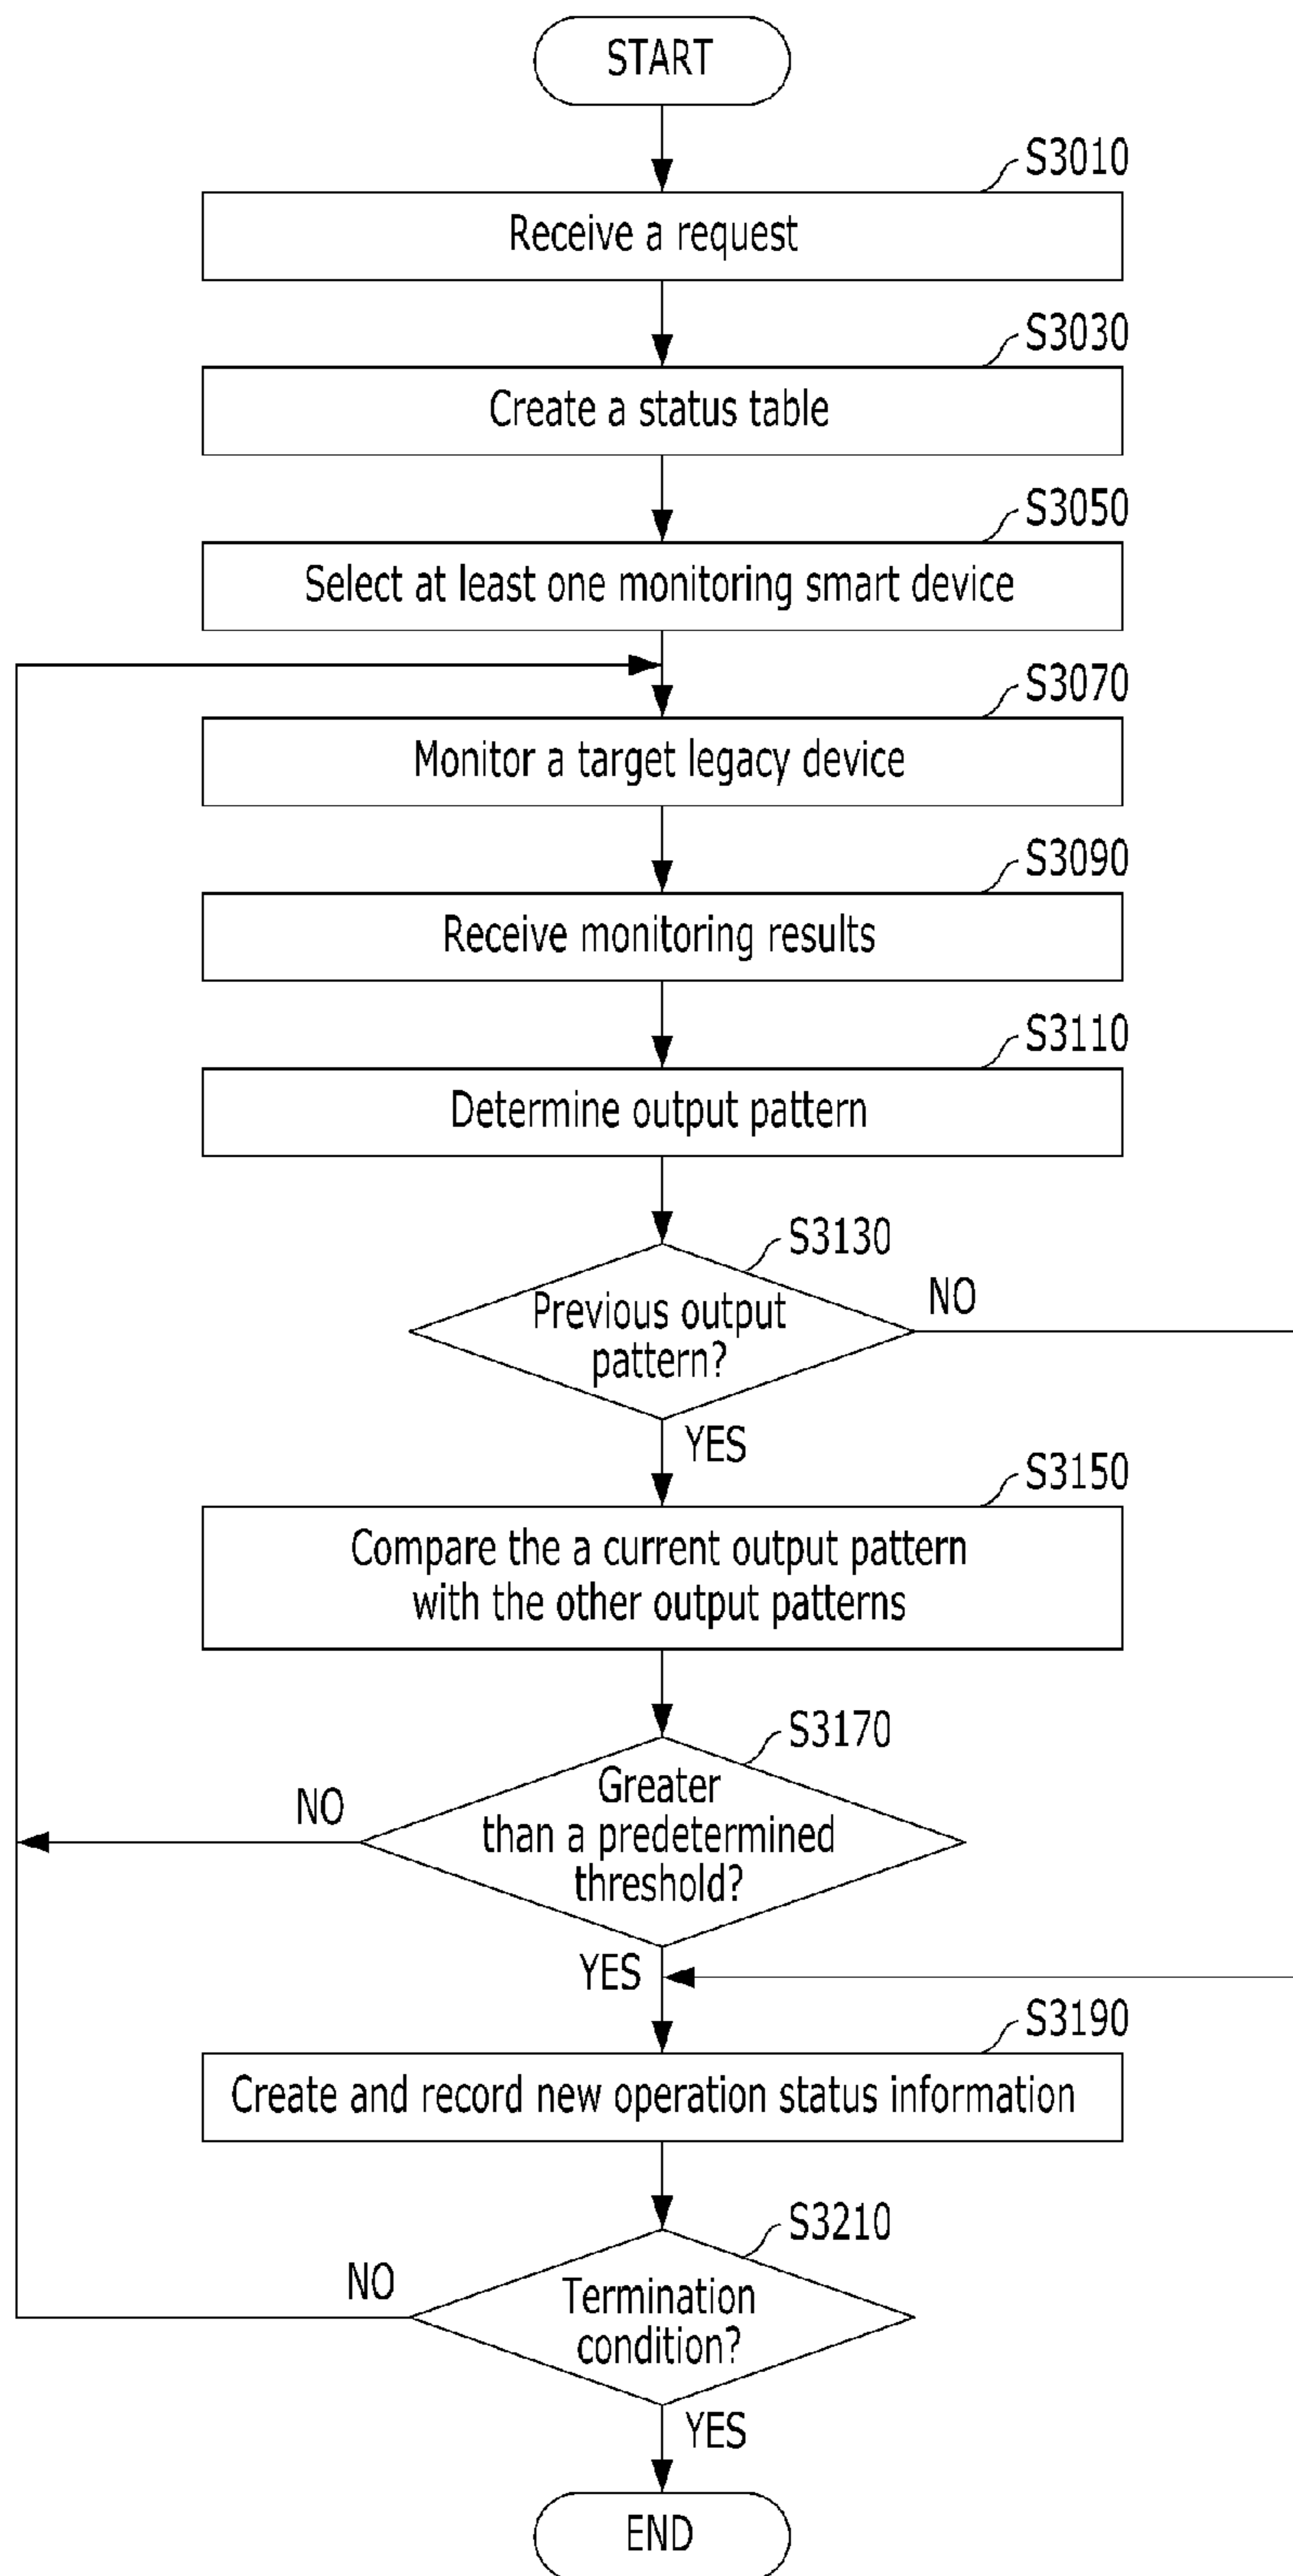 START
S3010
Receive a request
S3030
Create a status table
S3050
Select at least one monitoring smart device
S3070
Monitor a target legacy device
S3090
Receive monitoring results
S3110
Determine output pattern
S3130
Previous output
pattern?
NO
YES
S3150
Compare the a current output pattern
with the other output patterns
S3170
Greater
than a predetermined
threshold?
NO
YES
S3190
Create and record new operation status information
S3210
Termination
condition?
NO
YES
END